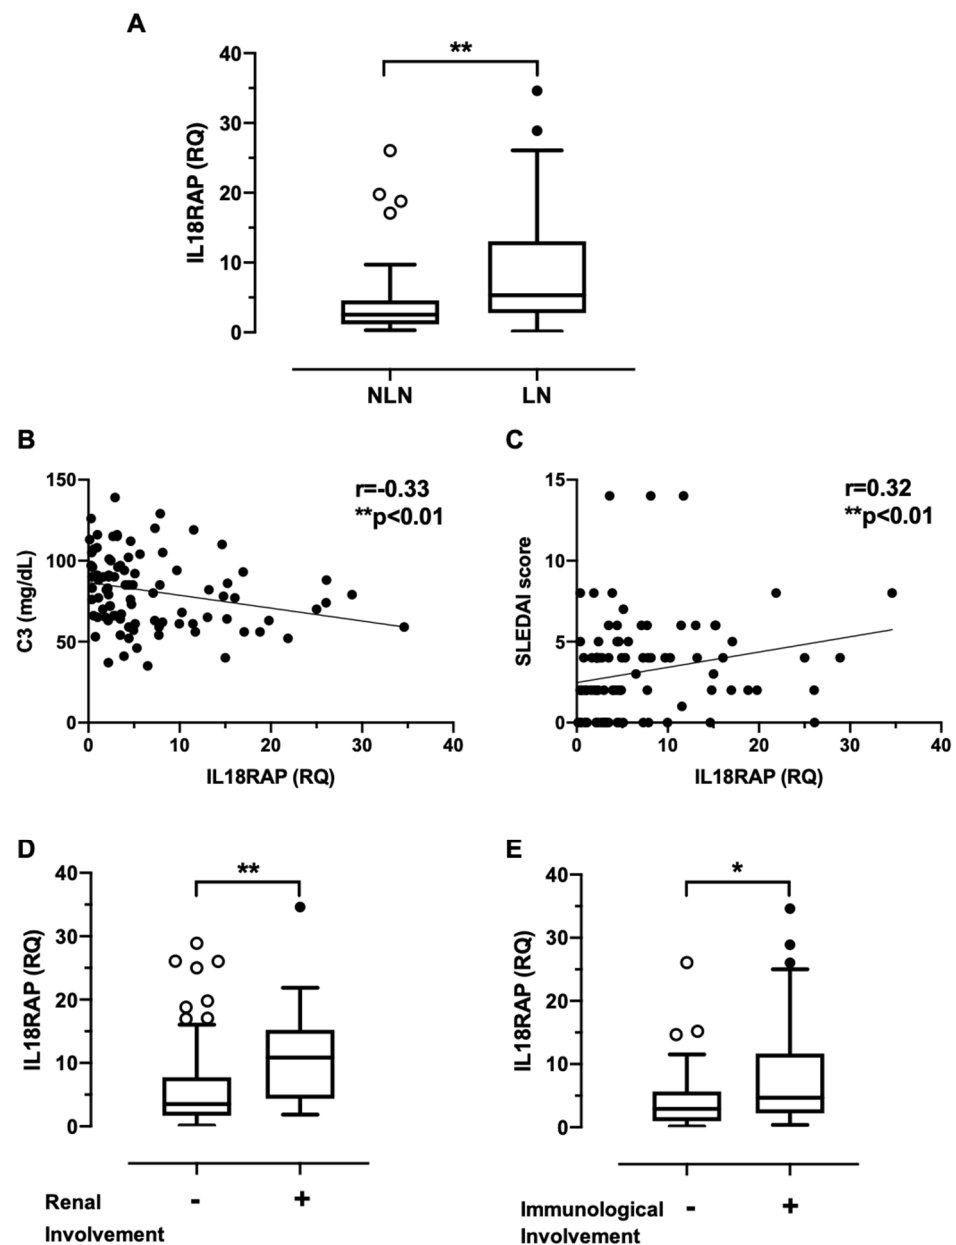 A
**
40
30
20
10
0
IL18RAP (RQ)
NLN LN
B
150
100
50
0
C3 (mg/dL)
r=-0.33
**p<0.01
0 10 20 30 40
IL18RAP (RQ)
C
15
10
5
0
SLEDAI score
r=0.32
**p<0.01
0 10 20 30 40
IL18RAP (RQ)
D
**
40
30
20
10
0
IL18RAP (RQ)
Renal - +
Involvement
E
*
40
30
20
10
0
IL18RAP (RQ)
Immunological - +
Involvement